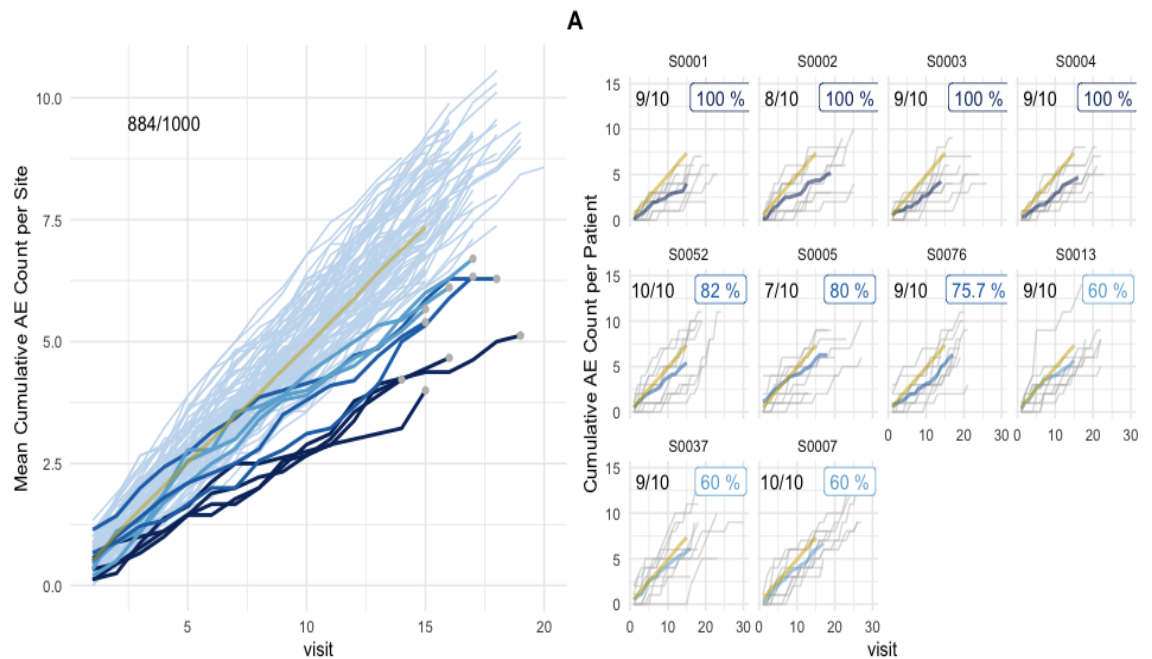 A
Mean Cumulative AE Count per Site
10.0
7.5
5.0
2.5
0.0
884/1000
5 10 15 20
visit
Cumulative AE Count per Patient
S0001 S0002 S0003 S0004
15
10
5
0
9/10 100 % 8/10 100 % 9/10 100 % 9/10 100 %
S0052 S0005 S0076 S0013
15
10
5
0
10/10 82 % 7/10 80 % 9/10 75.7 % 9/10 60 %
0 10 20 30 0 10 20 30
S0037 S0007
15
10
5
0
9/10 60 % 10/10 60 %
0 10 20 30 0 10 20 30
visit